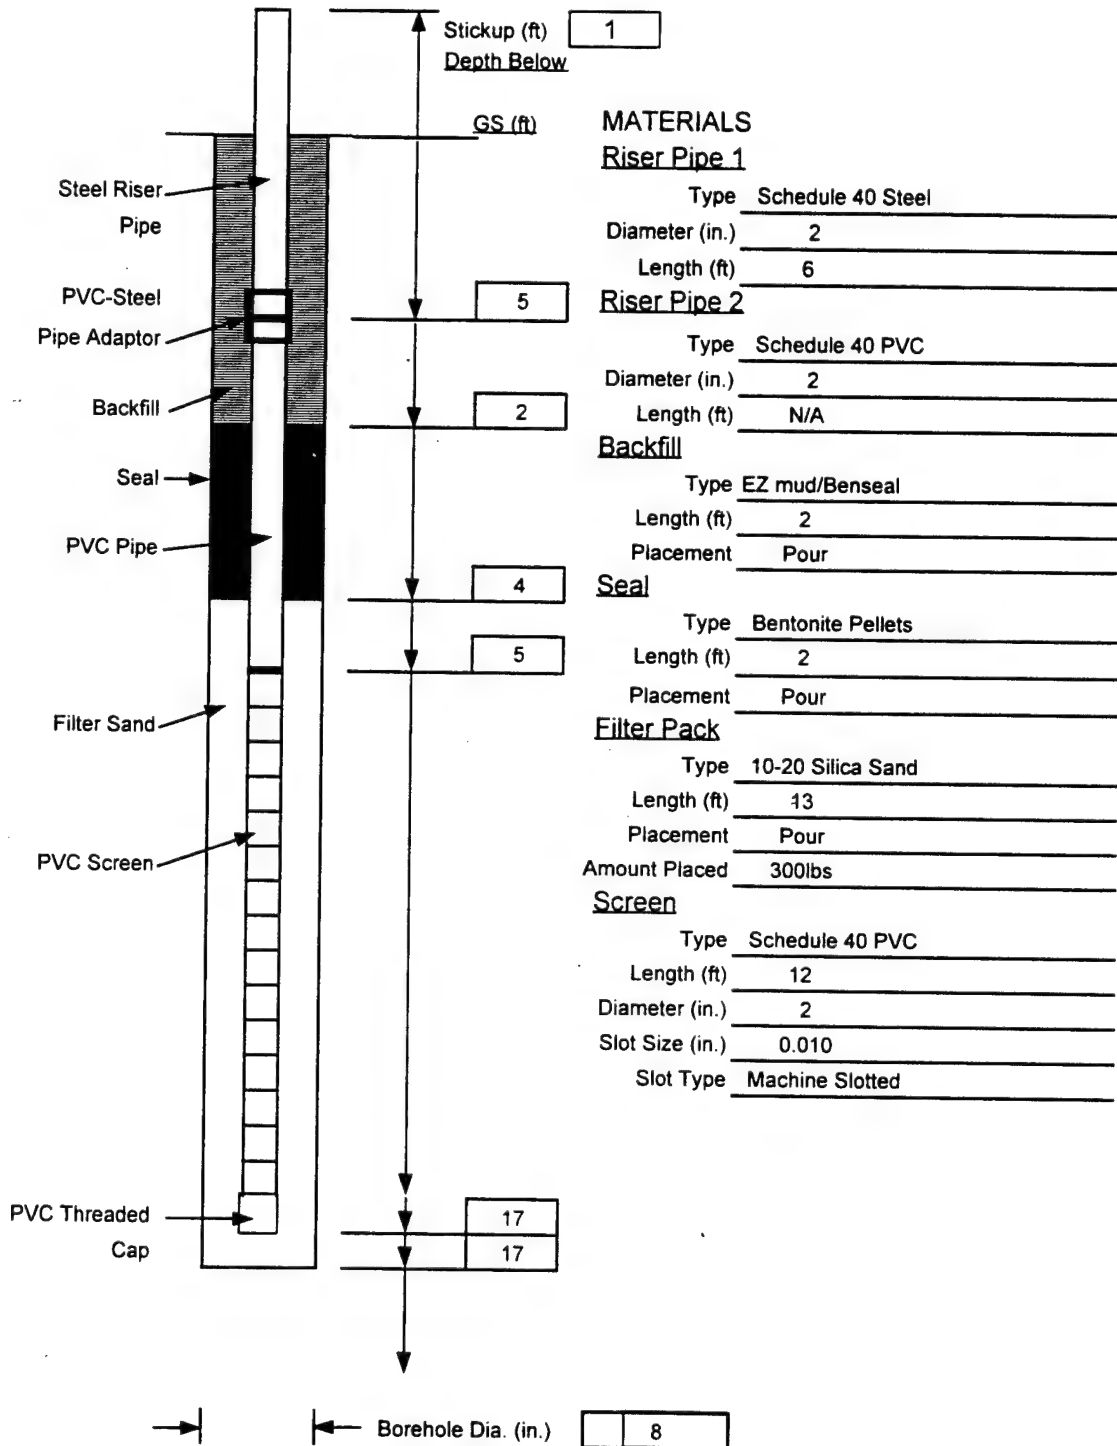 Stickup (ft) 1
Depth Below
GS (ft)
Steel Riser
Pipe
PVC-Steel
Pipe Adaptor
5
Backfill
2
Seal
PVC Pipe
4
5
Filter Sand
PVC Screen
PVC Threaded
Cap
17
17
Borehole Dia. (in.) 8
MATERIALS
Riser Pipe 1
Type Schedule 40 Steel
Diameter (in.) 2
Length (ft) 6
Riser Pipe 2
Type Schedule 40 PVC
Diameter (in.) 2
Length (ft) N/A
Backfill
Type EZ mud/Benseal
Length (ft) 2
Placement Pour
Seal
Type Bentonite Pellets
Length (ft) 2
Placement Pour
Filter Pack
Type 10-20 Silica Sand
Length (ft) 13
Placement Pour
Amount Placed 300lbs
Screen
Type Schedule 40 PVC
Length (ft) 12
Diameter (in.) 2
Slot Size (in.) 0.010
Slot Type Machine Slotted